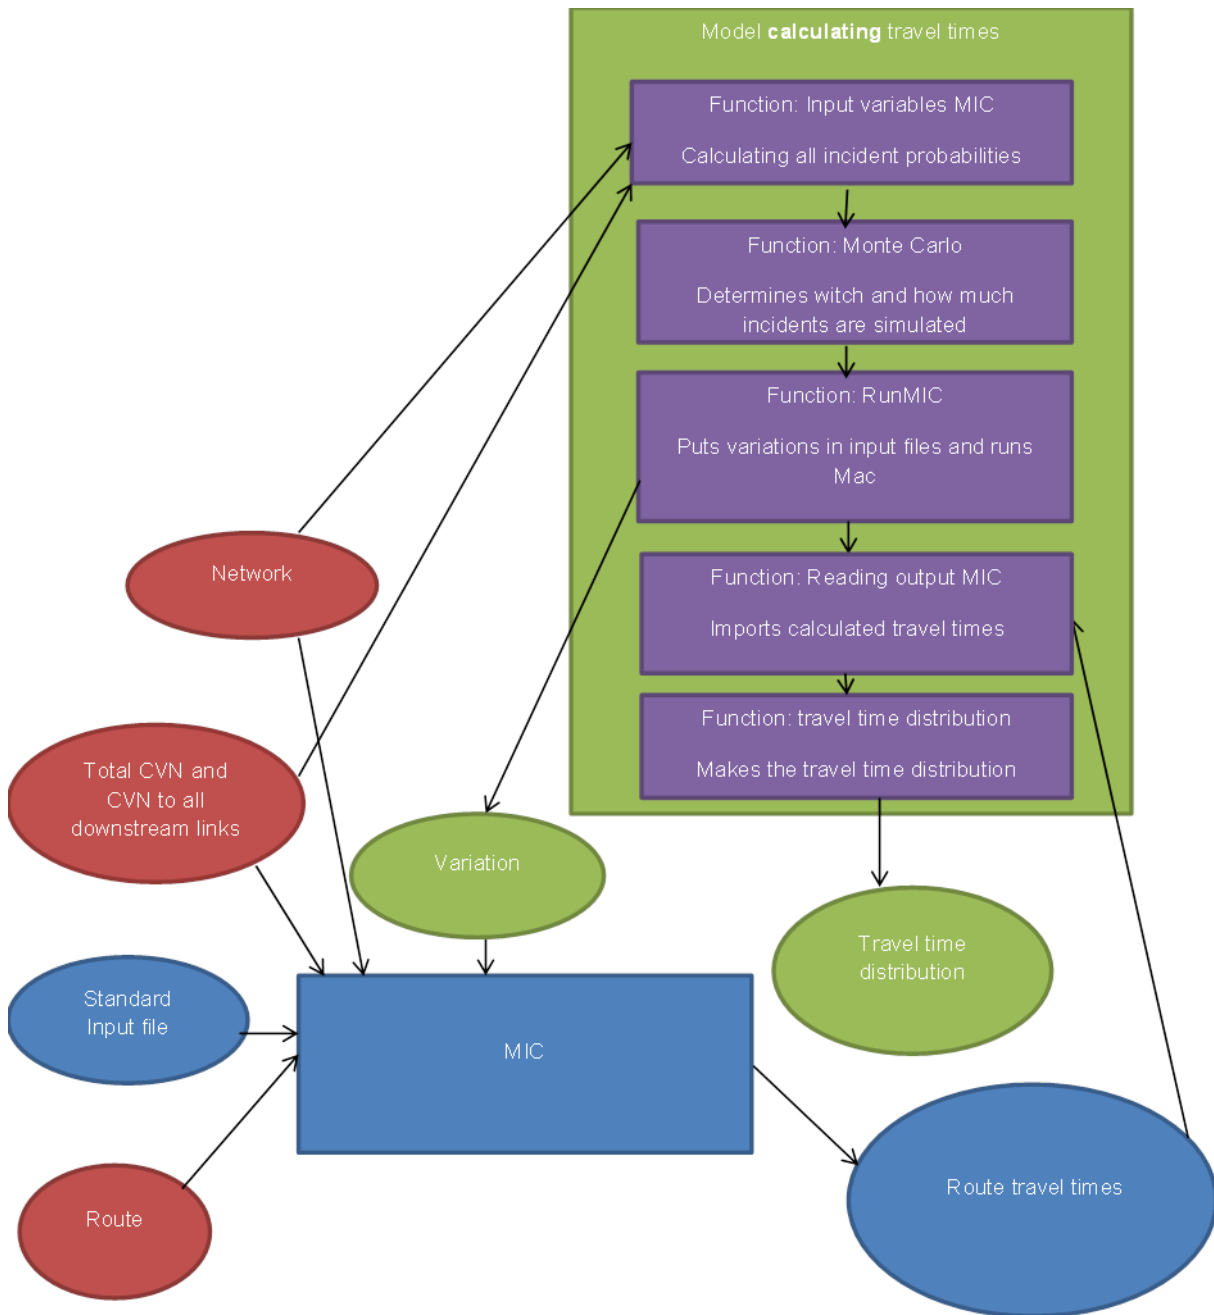 Model calculating travel times
Function: Input variables MIC
Calculating all incident probabilities
Function: Monte Carlo
Determines witch and how much
incidents are simulated
Function: RunMIC
Puts variations in input files and runs
Mac
Function: Reading output MIC
Imports calculated travel times
Function: travel time distribution
Makes the travel time distribution
Network
Total CVN and
CVN to all
downstream links
Variation
Travel time
distribution
Standard
Input file
MIC
Route
Route travel times